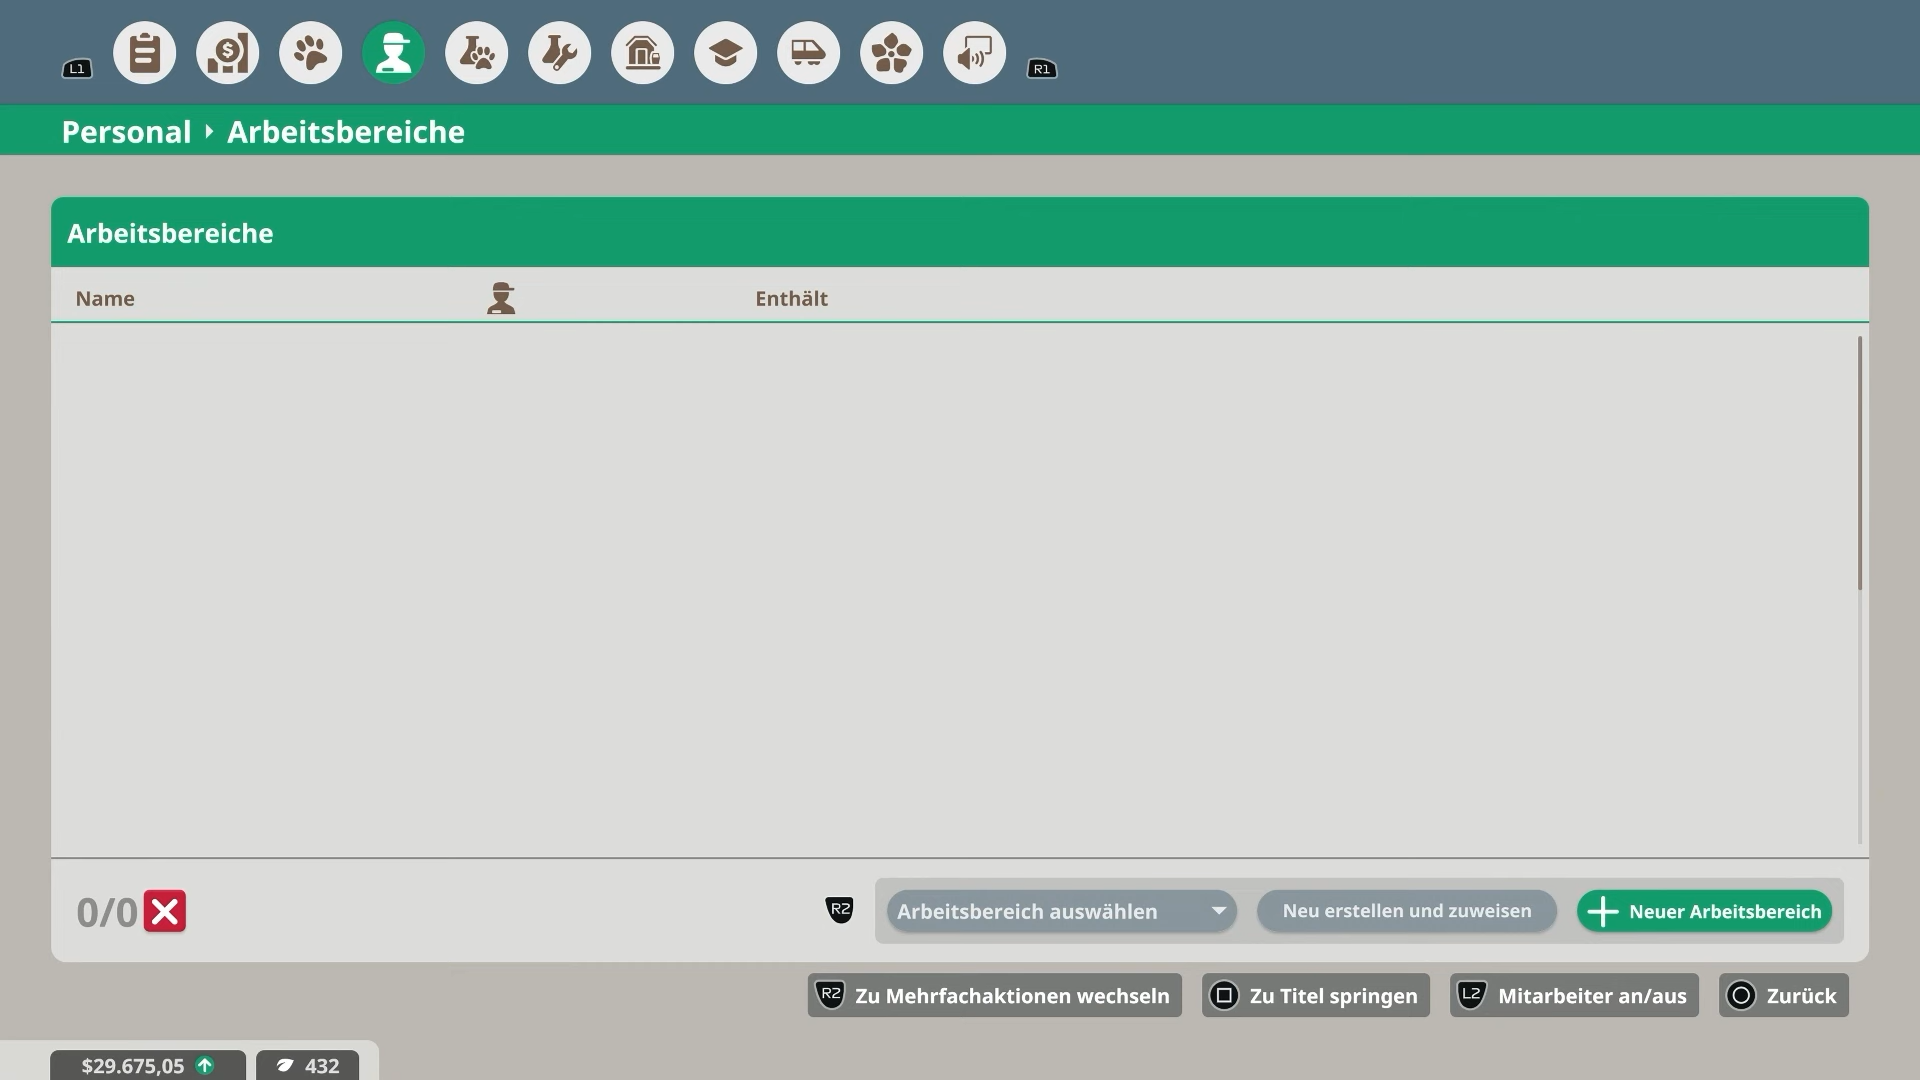 L1
R1
Personal Arbeitsbereiche
Arbeitsbereiche
Name Enthält
0/0 R2 Arbeitsbereich auswählen Neu erstellen und zuweisen Neuer Arbeitsbereich
R2 Zu Mehrfachaktionen wechseln Zu Titel springen L2 Mitarbeiter an/aus Zurück
$29.675,05 432